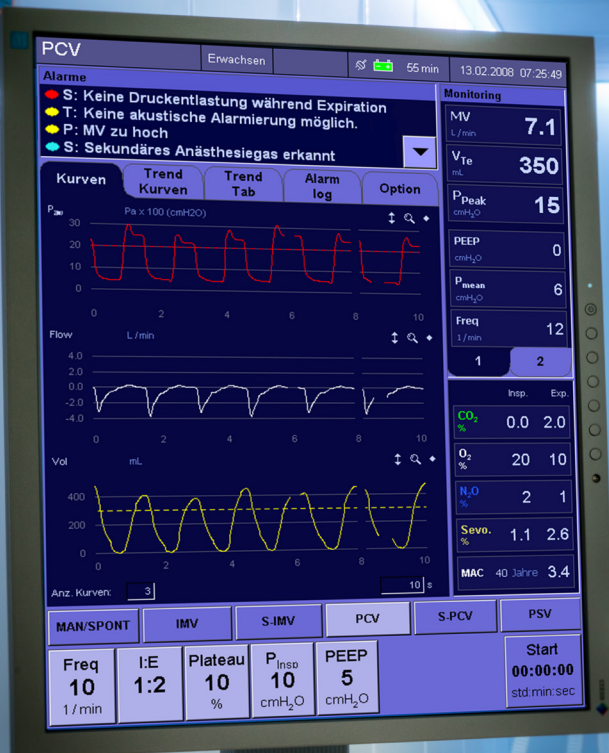 PCV
Erwachsen
55 min
13.02.2008 07:25:49
Alarme
S: Keine Druckentlastung während Expiration
T: Keine akustische Alarmierung möglich.
P: MV zu hoch
S: Sekundäres Anästhesiegas erkannt
Kurven
Trend Kurven
Trend Tab
Alarm log
Option
Paw
Pa x 100 (cmH2O)
30
20
10
0
0 2 4 6 8 10
Flow
L/min
4.0
2.0
0.0
-2.0
-4.0
0 2 4 6 8 10
Vol
mL
400
200
0
0 2 4 6 8 10
Anz. Kurven: 3
10 s
Monitoring
MV
L/min
7.1
VTe
mL
350
PPeak
cmH2O
15
PEEP
cmH2O
0
Pmean
cmH2O
6
Freq
1/min
12
1 2
Insp. Exp.
CO2
%
0.0 2.0
O2
%
20 10
N2O
%
2 1
Sevo.
%
1.1 2.6
MAC 40 Jahre 3.4
MAN/SPONT
IMV
S-IMV
PCV
S-PCV
PSV
Freq
10
1/min
I:E
1:2
Plateau
10
%
PInsp
10
cmH2O
PEEP
5
cmH2O
Start
00:00:00
std:min:sec